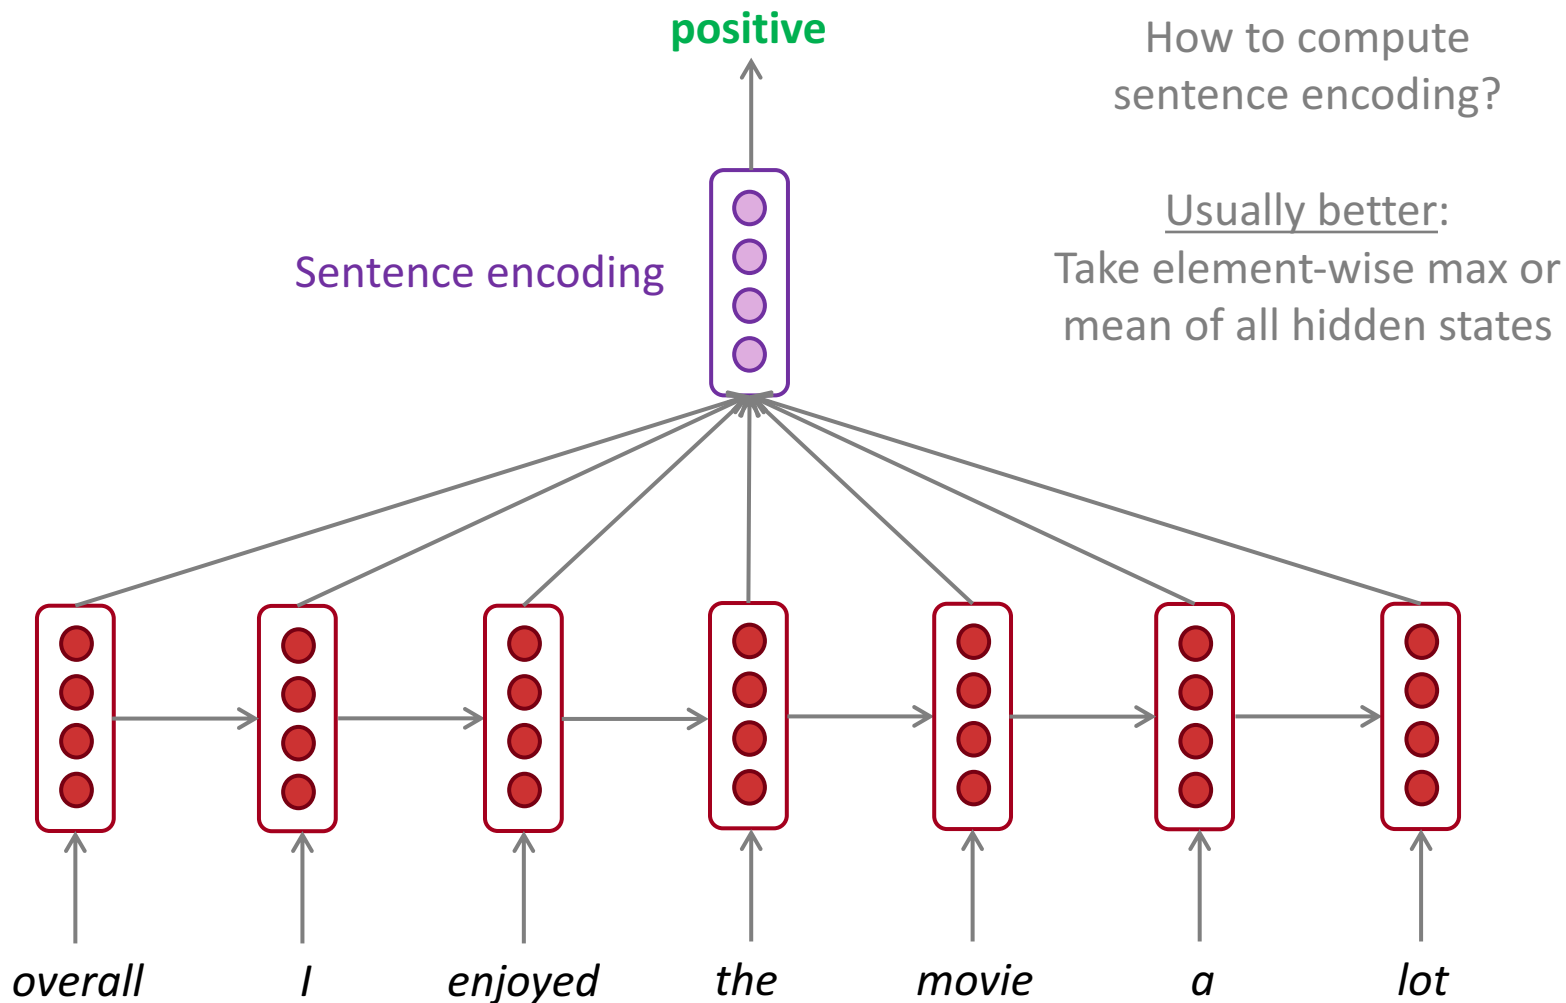 positive
How to compute
sentence encoding?
Usually better:
Take element-wise max or
mean of all hidden states
Sentence encoding
overall I enjoyed the movie a lot